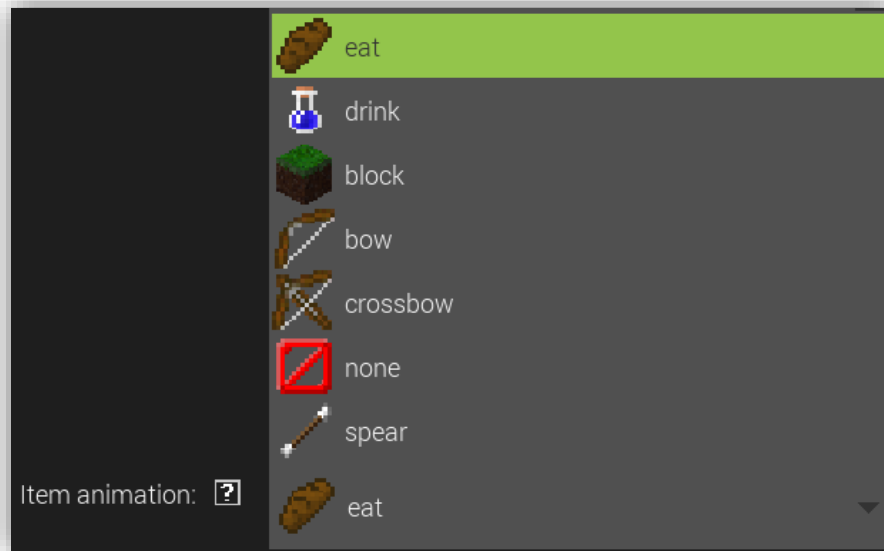 eat
drink
block
bow
crossbow
none
spear
Item animation: ?
eat